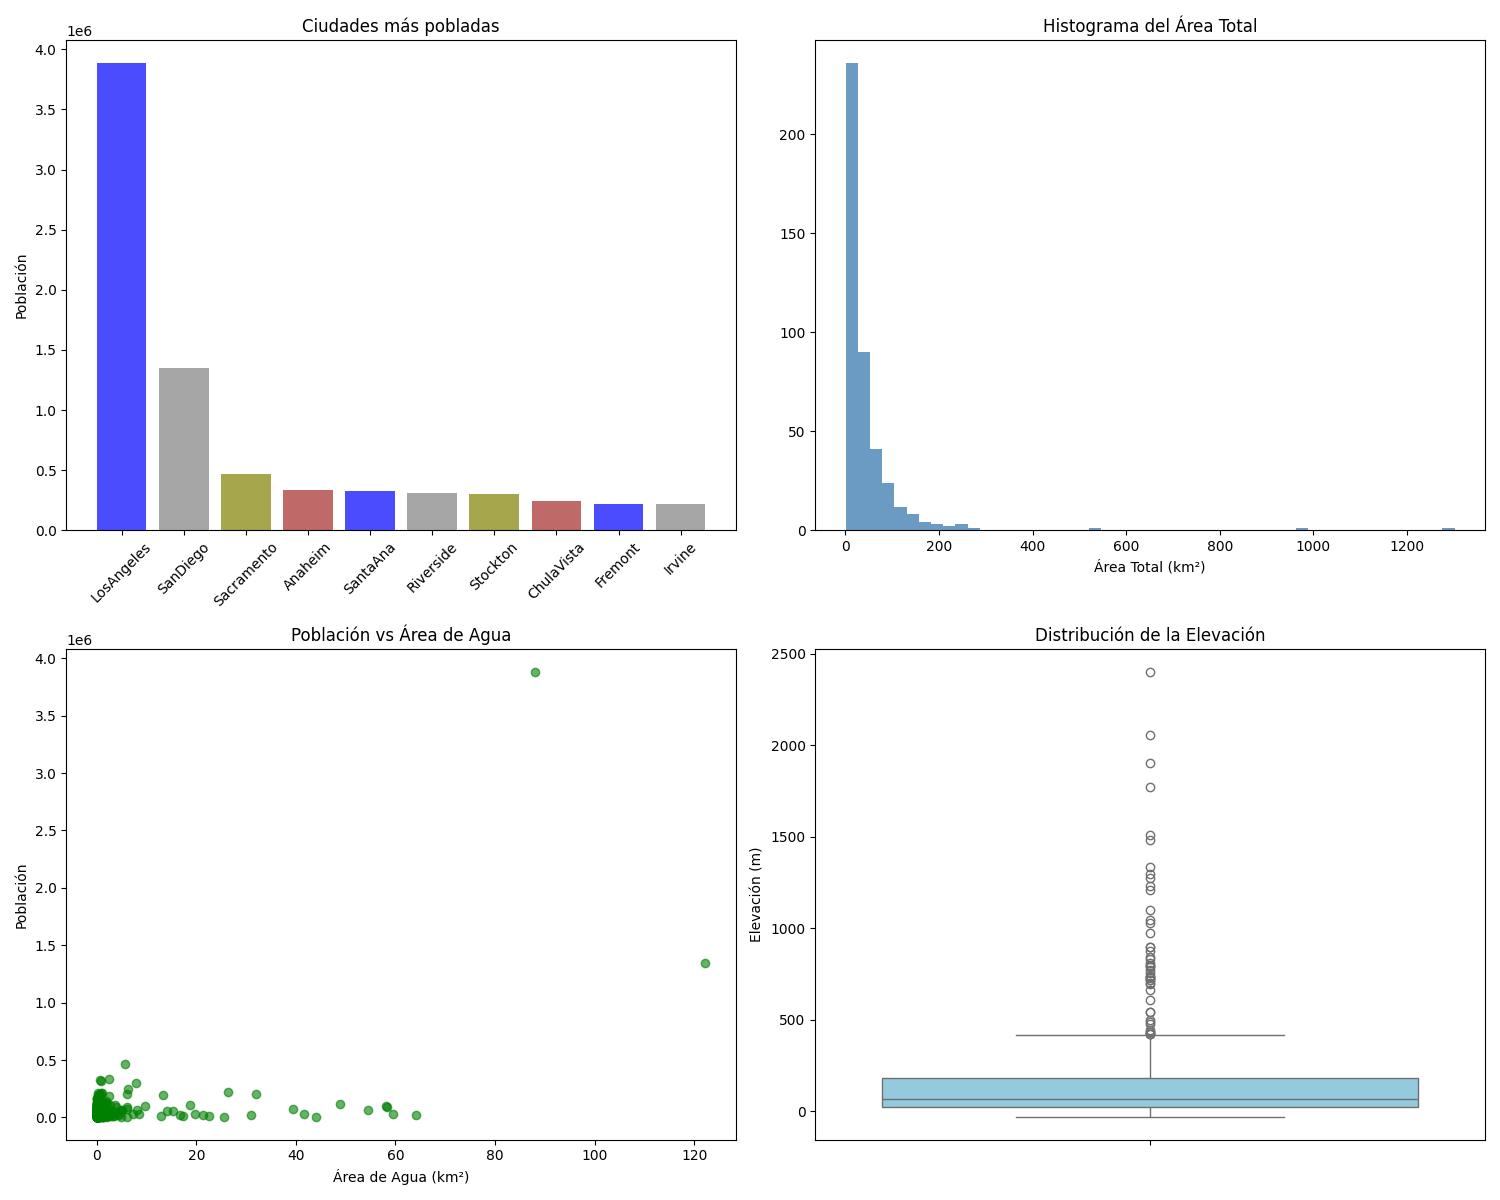 Ciudades más pobladas
1e6
4.0
3.5
3.0
2.5
2.0
1.5
1.0
0.5
0.0
Población
LosAngeles
SanDiego
Sacramento
Anaheim
SantaAna
Riverside
Stockton
ChulaVista
Fremont
Irvine
Histograma del Área Total
200
150
100
50
0
0 200 400 600 800 1000 1200
Área Total (km²)
Población vs Área de Agua
1e6
4.0
3.5
3.0
2.5
2.0
1.5
1.0
0.5
0.0
Población
0 20 40 60 80 100 120
Área de Agua (km²)
Distribución de la Elevación
2500
2000
1500
1000
500
0
Elevación (m)